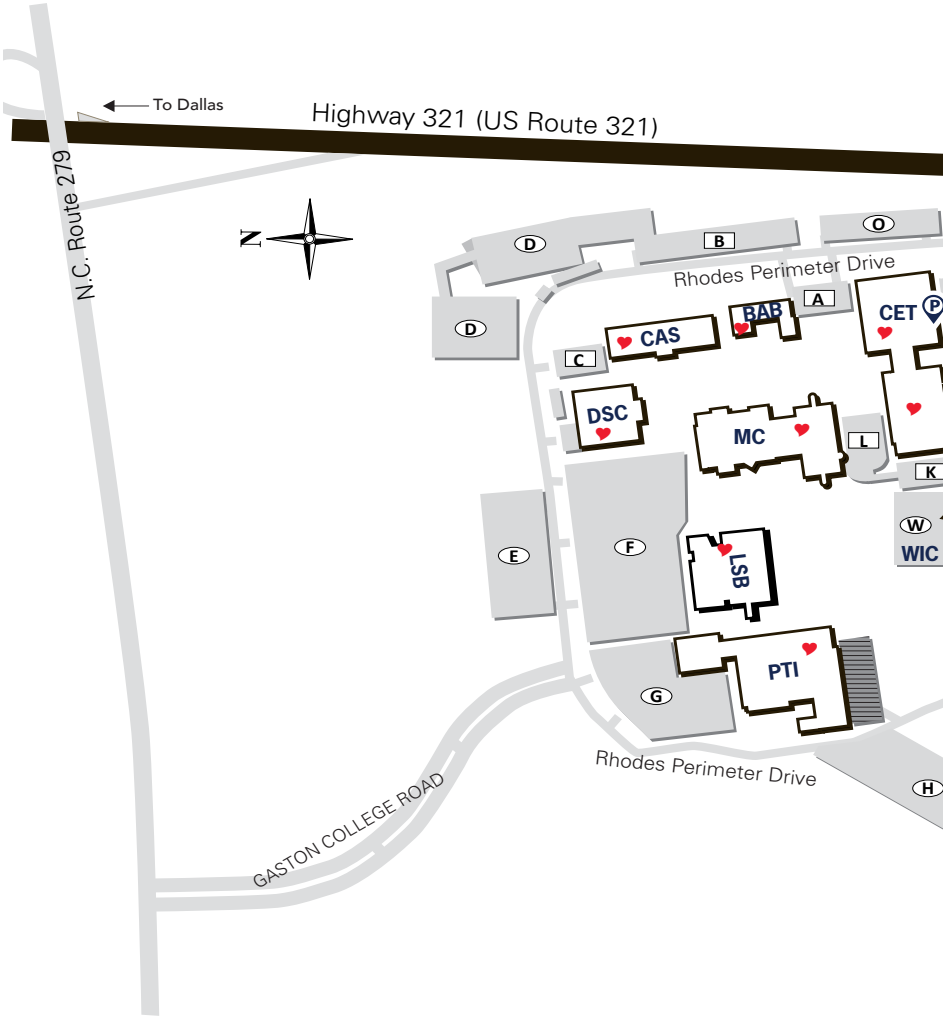 To Dallas
Highway 321 (US Route 321)
N.C. Route 279
N
D
B
O
Rhodes Perimeter Drive
A
D
BAB
CET
P
CAS
C
DSC
MC
L
K
W
WIC
E
F
LSB
PTI
G
Rhodes Perimeter Drive
H
GASTON COLLEGE ROAD